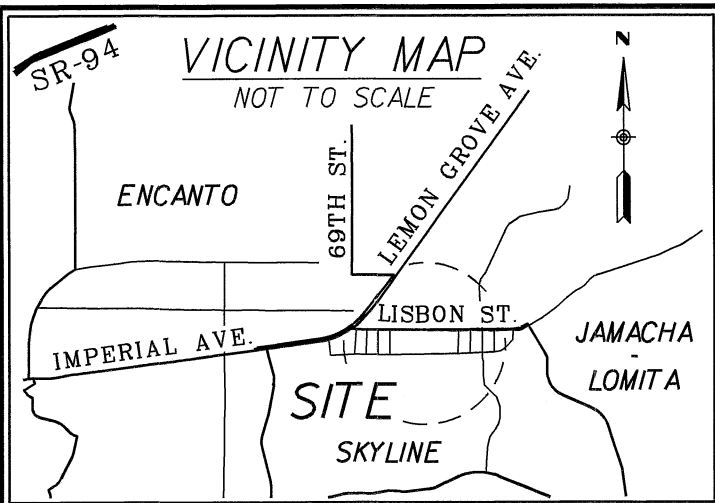 SR-94
VICINITY MAP
NOT TO SCALE
N
ENCANTO
69TH ST.
LEMON GROVE AVE.
LISBON ST.
IMPERIAL AVE.
JAMACHA
-
LOMITA
SITE
SKYLINE